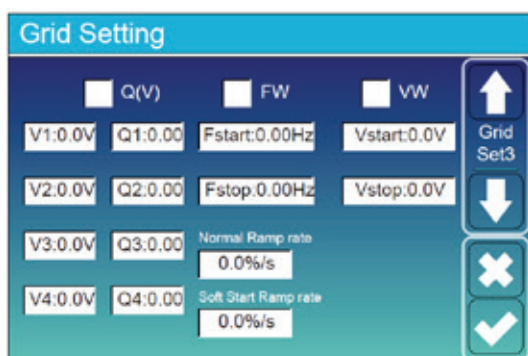 Grid Setting
Q(V) FW VW
V1:0.0V Q1:0.00 Fstart:0.00Hz Vstart:0.0V
Grid
Set3
V2:0.0V Q2:0.00 Fstop:0.00Hz Vstop:0.0V
V3:0.0V Q3:0.00 Normal Ramp rate
0.0%/s
V4:0.0V Q4:0.00 Soft Start Ramp rate
0.0%/s